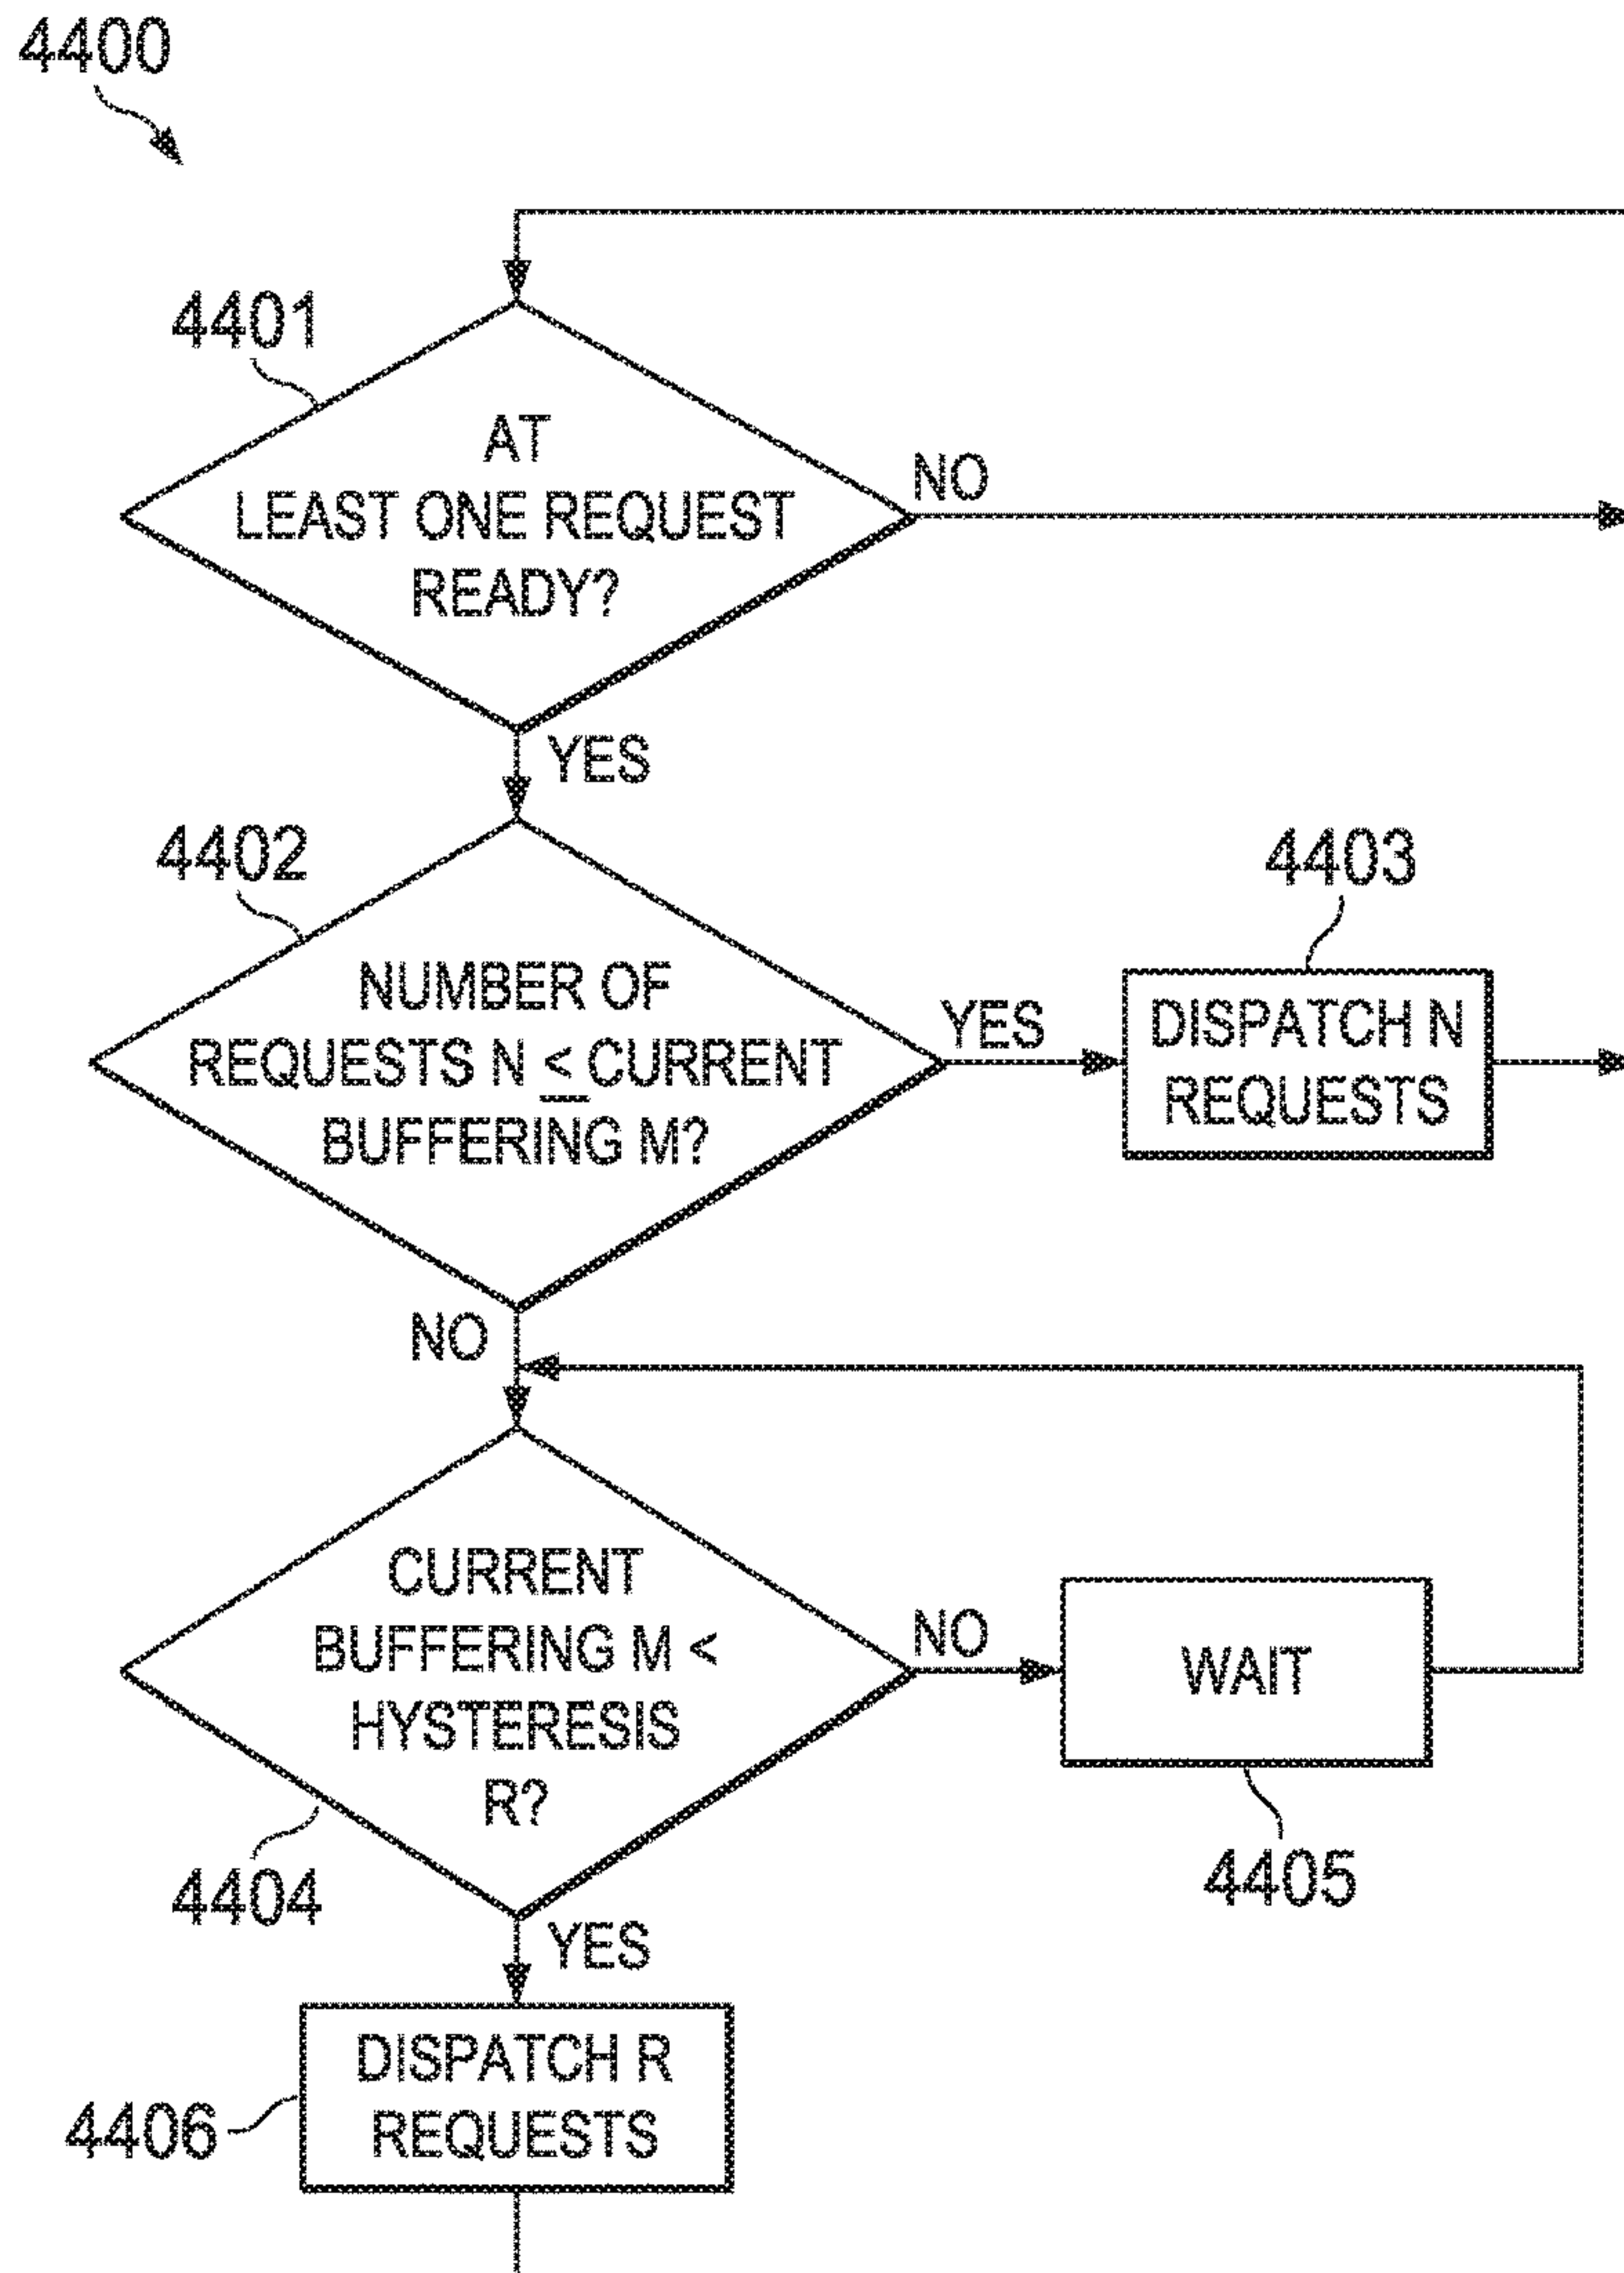 4400
4401
AT
LEAST ONE REQUEST
READY?
NO
YES
4402
NUMBER OF
REQUESTS N ≤ CURRENT
BUFFERING M?
YES
4403
DISPATCH N
REQUESTS
NO
CURRENT
BUFFERING M <
HYSTERESIS
R?
NO
WAIT
4404
4405
YES
DISPATCH R
REQUESTS
4406